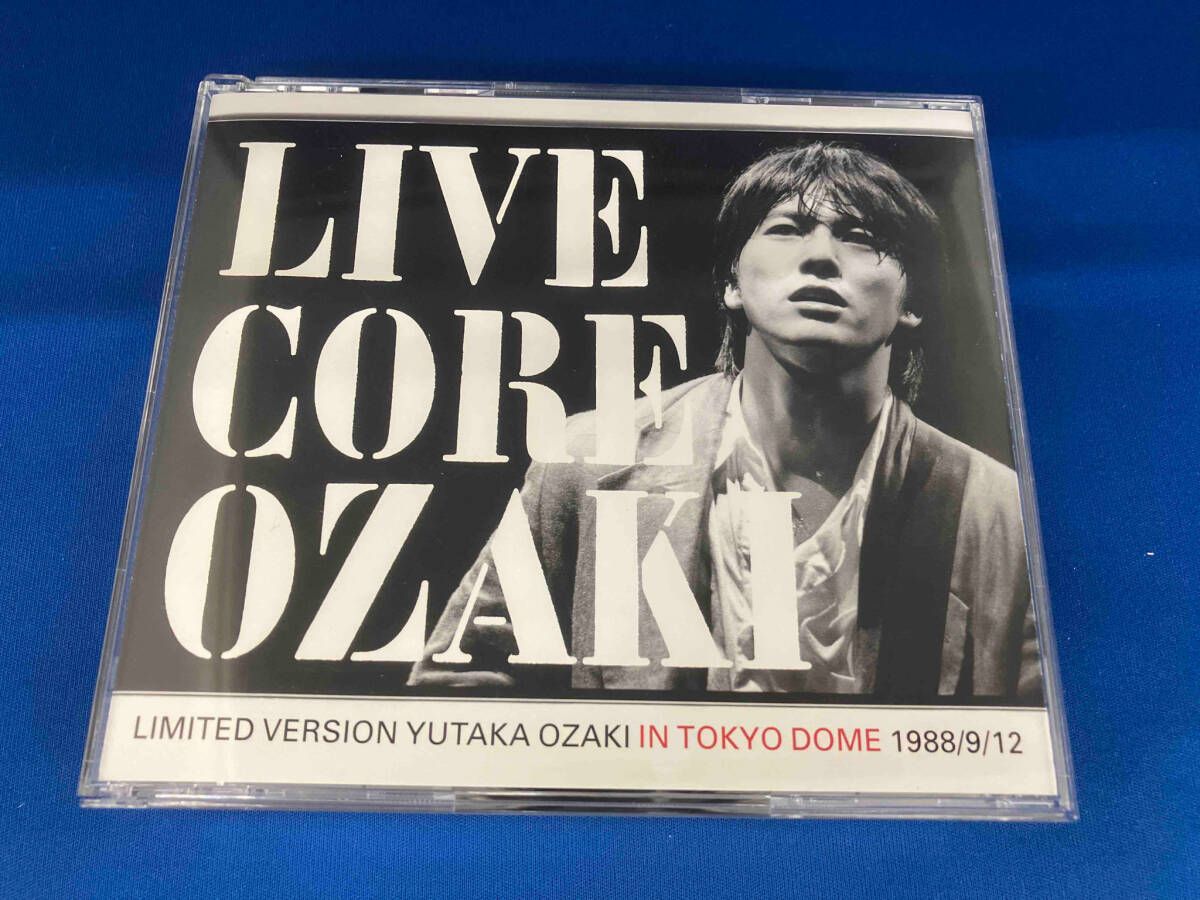 LIVE
CORE
OZAKI
LIMITED VERSION YUTAKA OZAKI IN TOKYO DOME 1988/9/12